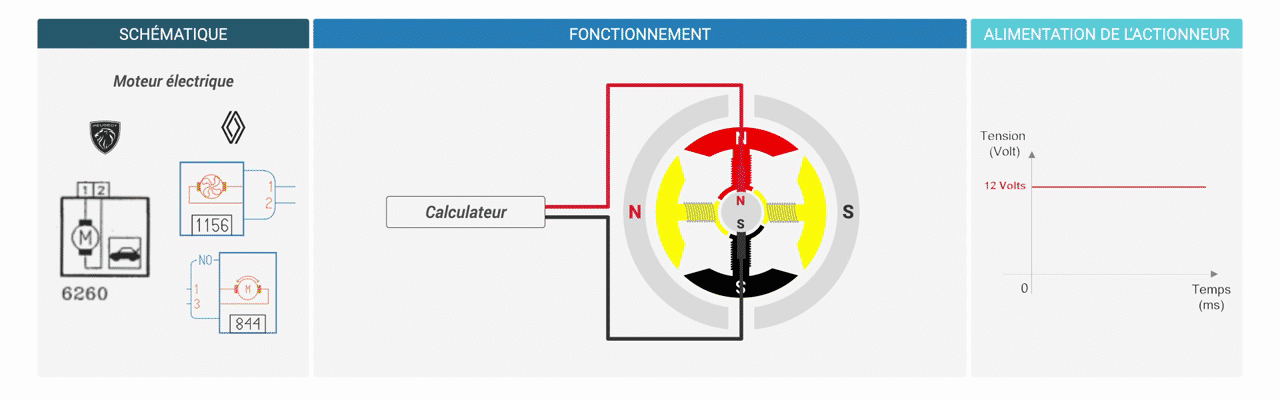 SCHÉMATIQUE
FONCTIONNEMENT
ALIMENTATION DE L'ACTIONNEUR
Moteur électrique
PEUGEOT
1 2
M
6260
1
2
1156
NO
1
3
M
844
Calculateur
N
N
N
S
S
S
Tension
(Volt)
12 Volts
0
Temps
(ms)